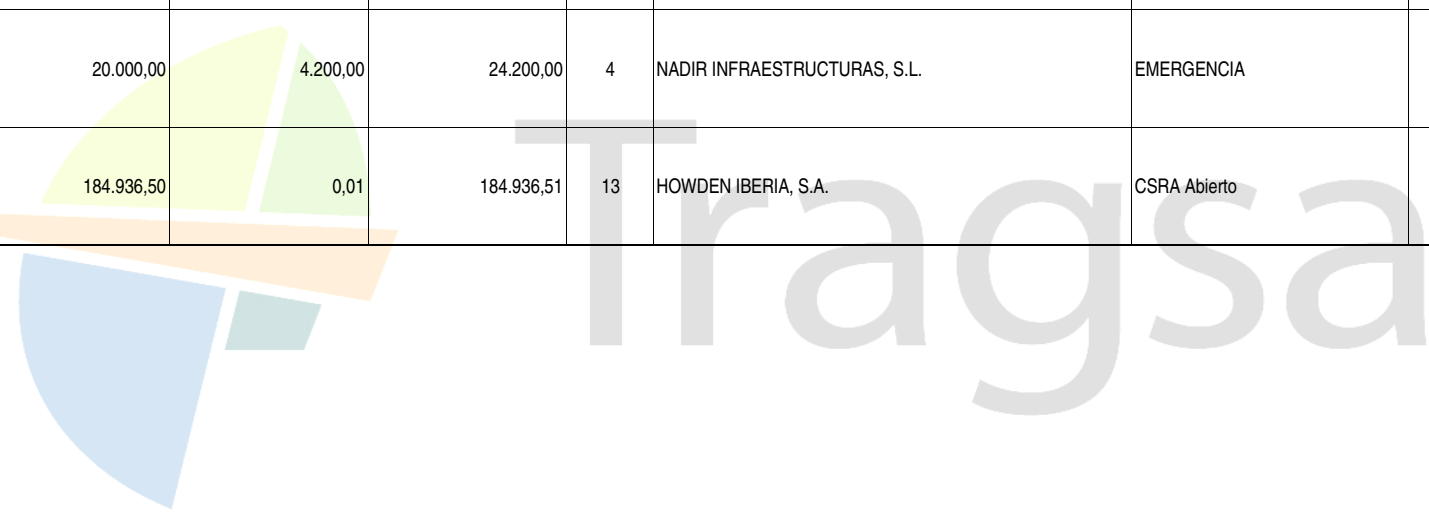 20.000,00 4.200,00 24.200,00 4 NADIR INFRAESTRUCTURAS, S.L. EMERGENCIA
184.936,50 0,01 184.936,51 13 HOWDEN IBERIA, S.A. CSRA Abierto
Tragsa